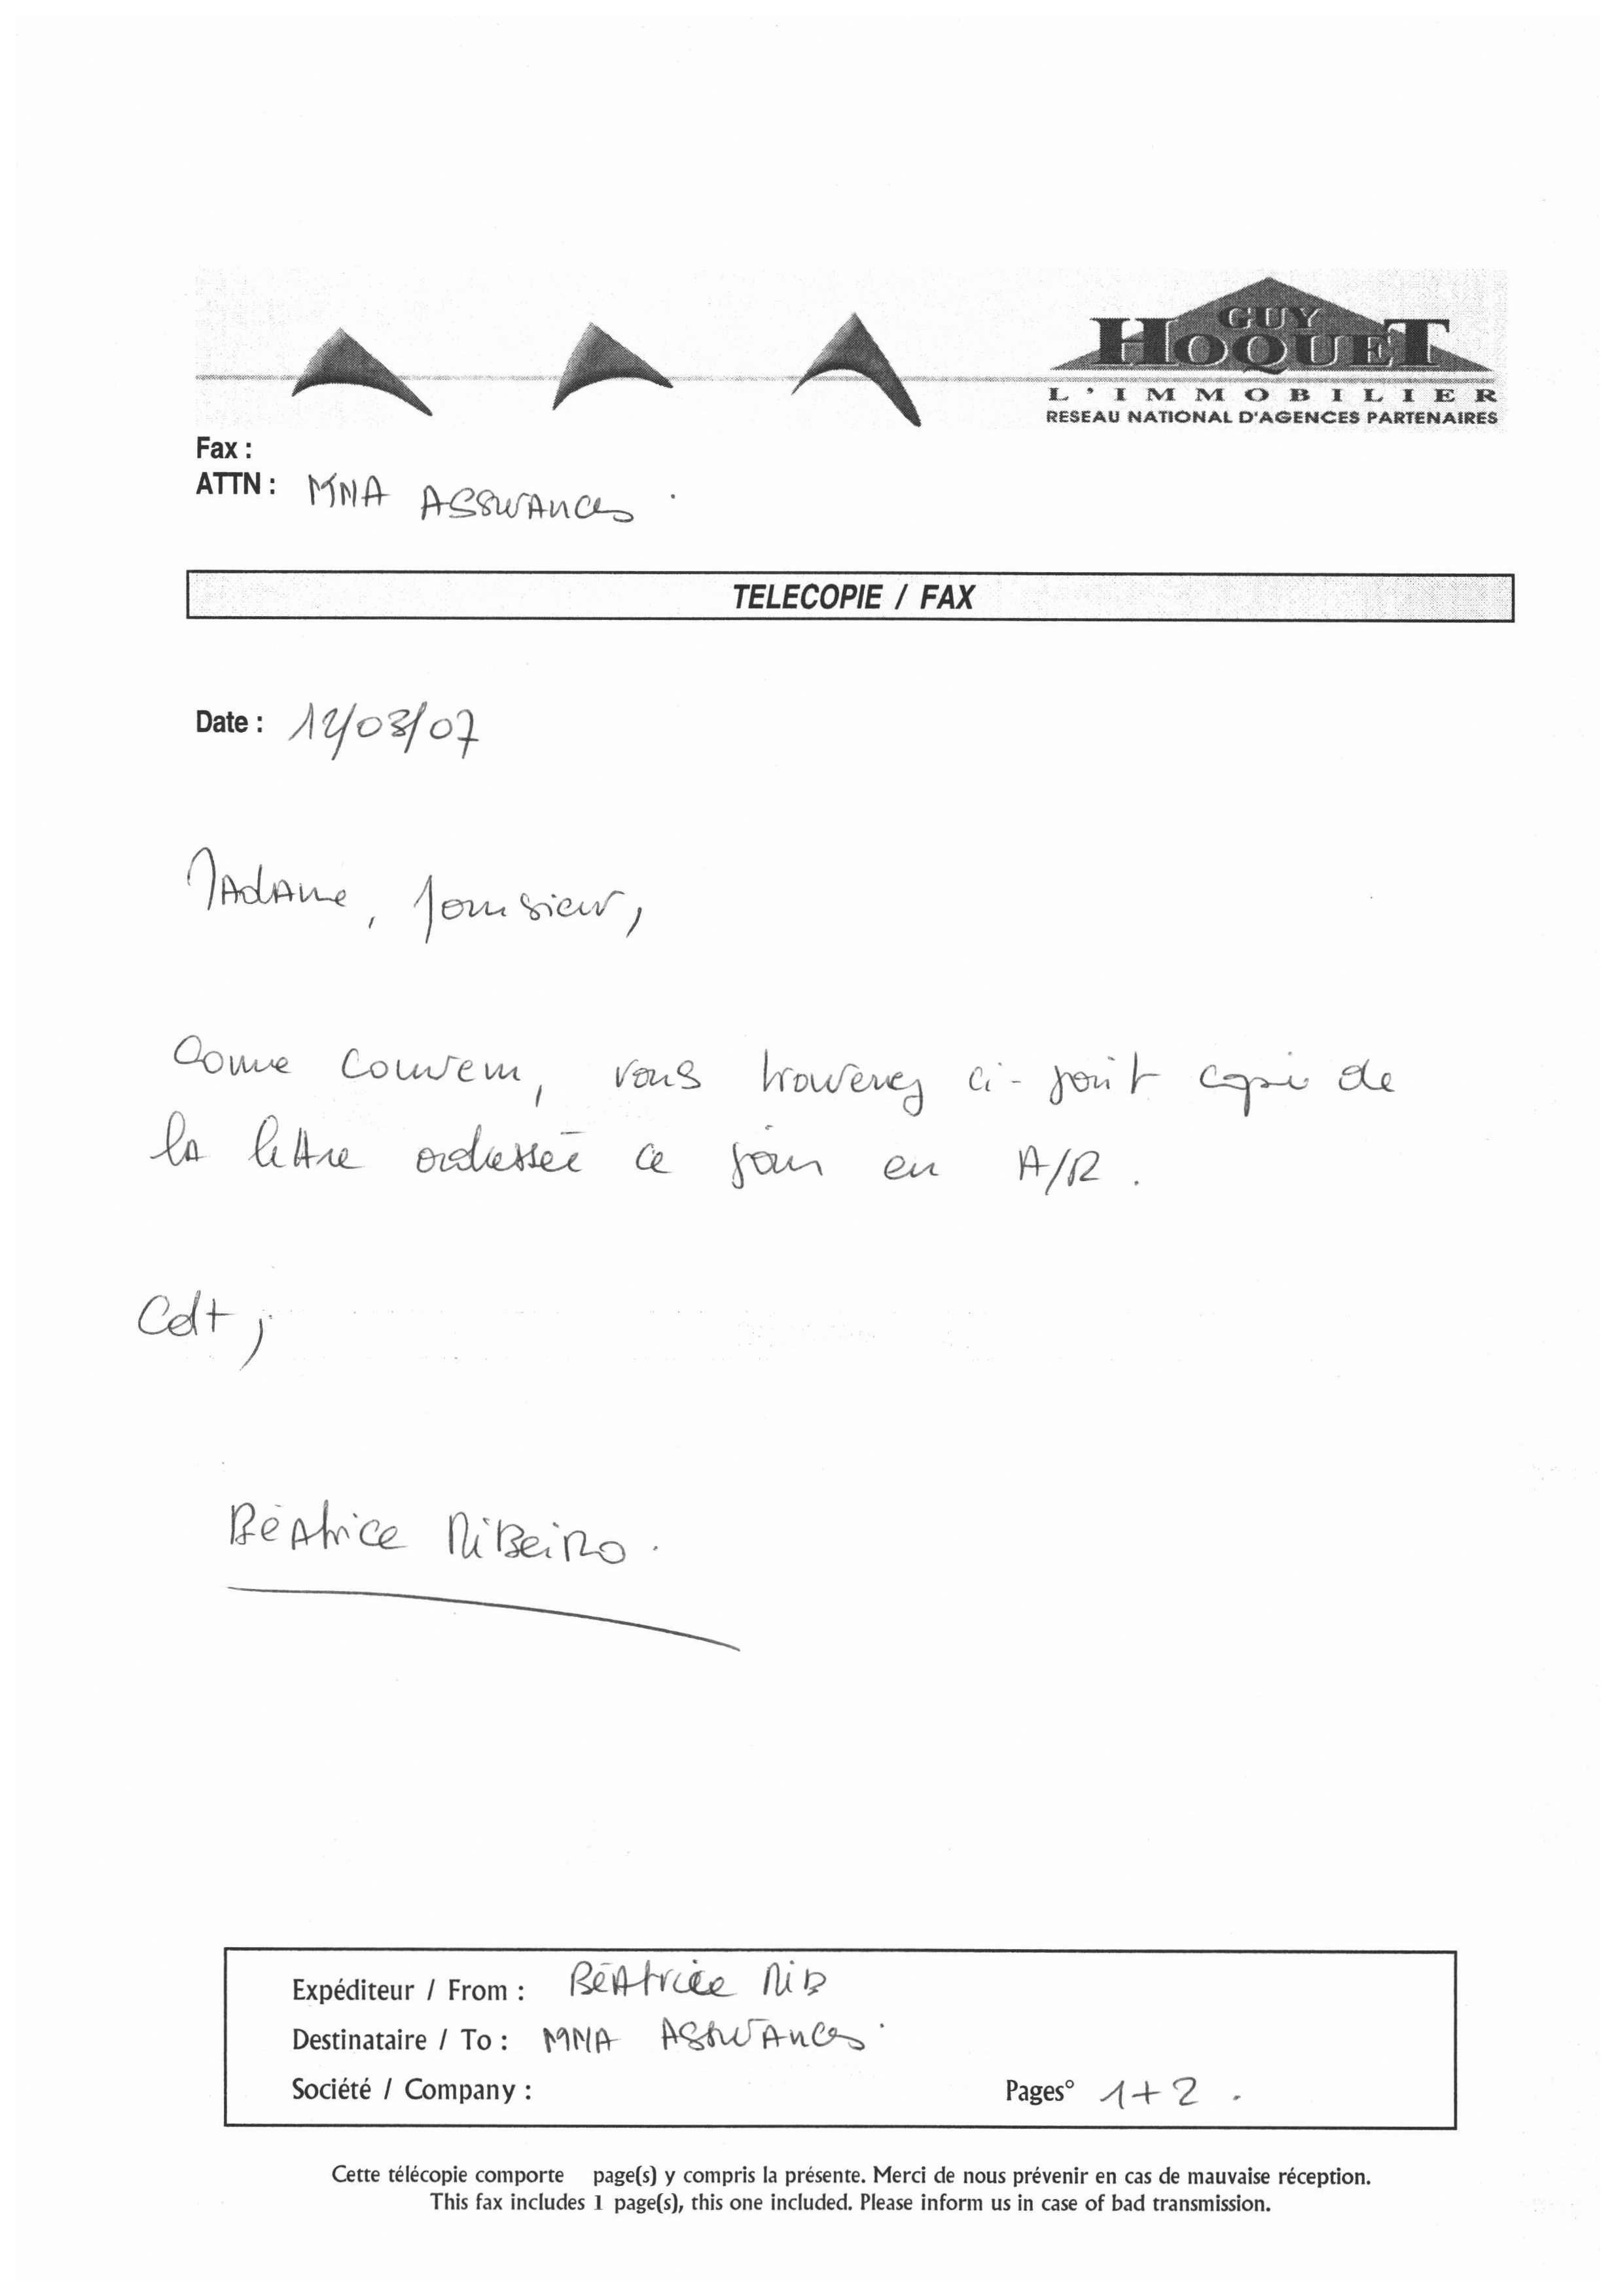 GUY
HOQUET
L'IMMOBILIER
RESEAU NATIONAL D'AGENCES PARTENAIRES
Fax :
ATTN : MMA Assurances.
TELECOPIE / FAX
Date : 12/03/07
Madame, Monsieur,
Comme convenu, vous trouverez ci-joint copie de
la lettre adressée ce jour en A/R.
Cdt,
Béatrice Ribeiro.
Expéditeur / From : Béatrice Rib
Destinataire / To : MMA Assurances.
Société / Company :
Pages° 1+2.
Cette télécopie comporte page(s) y compris la présente. Merci de nous prévenir en cas de mauvaise réception.
This fax includes 1 page(s), this one included. Please inform us in case of bad transmission.